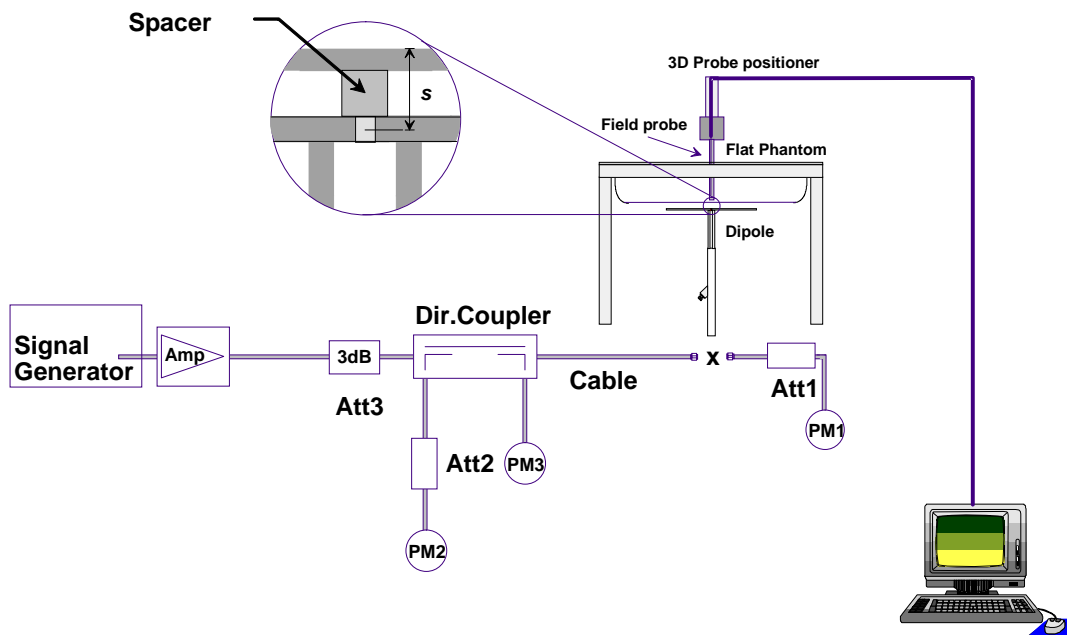 Spacer
s
3D Probe positioner
Field probe
Flat Phantom
Dipole
Signal
Generator
Amp
3dB
Att3
Dir.Coupler
Att2
PM2
PM3
Cable
x
Att1
PM1